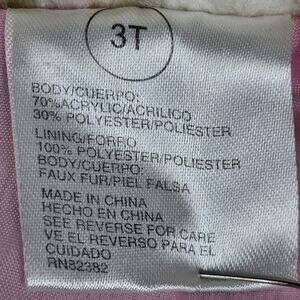 3T
BODY/CUERPO:
70%ACRYLIC/ACRILICO
30% POLYESTER/POLIESTER
LINING/FORRO
100% POLYESTER/POLIESTER
BODY/CUERPO:
FAUX FUR/PIEL FALSA
MADE IN CHINA
HECHO EN CHINA
SEE REVERSE FOR CARE
VE EL REVERSO PARA EL
CUIDADO
RN82382